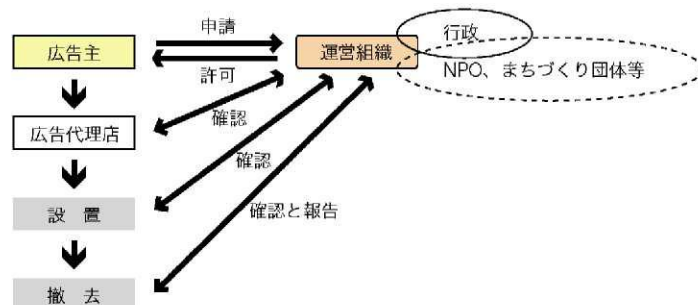 申請
行政
広告主
運営組織
許可
NPO、まちづくり団体等
広告代理店
確認
確認
設　置
確認と報告
撤　去